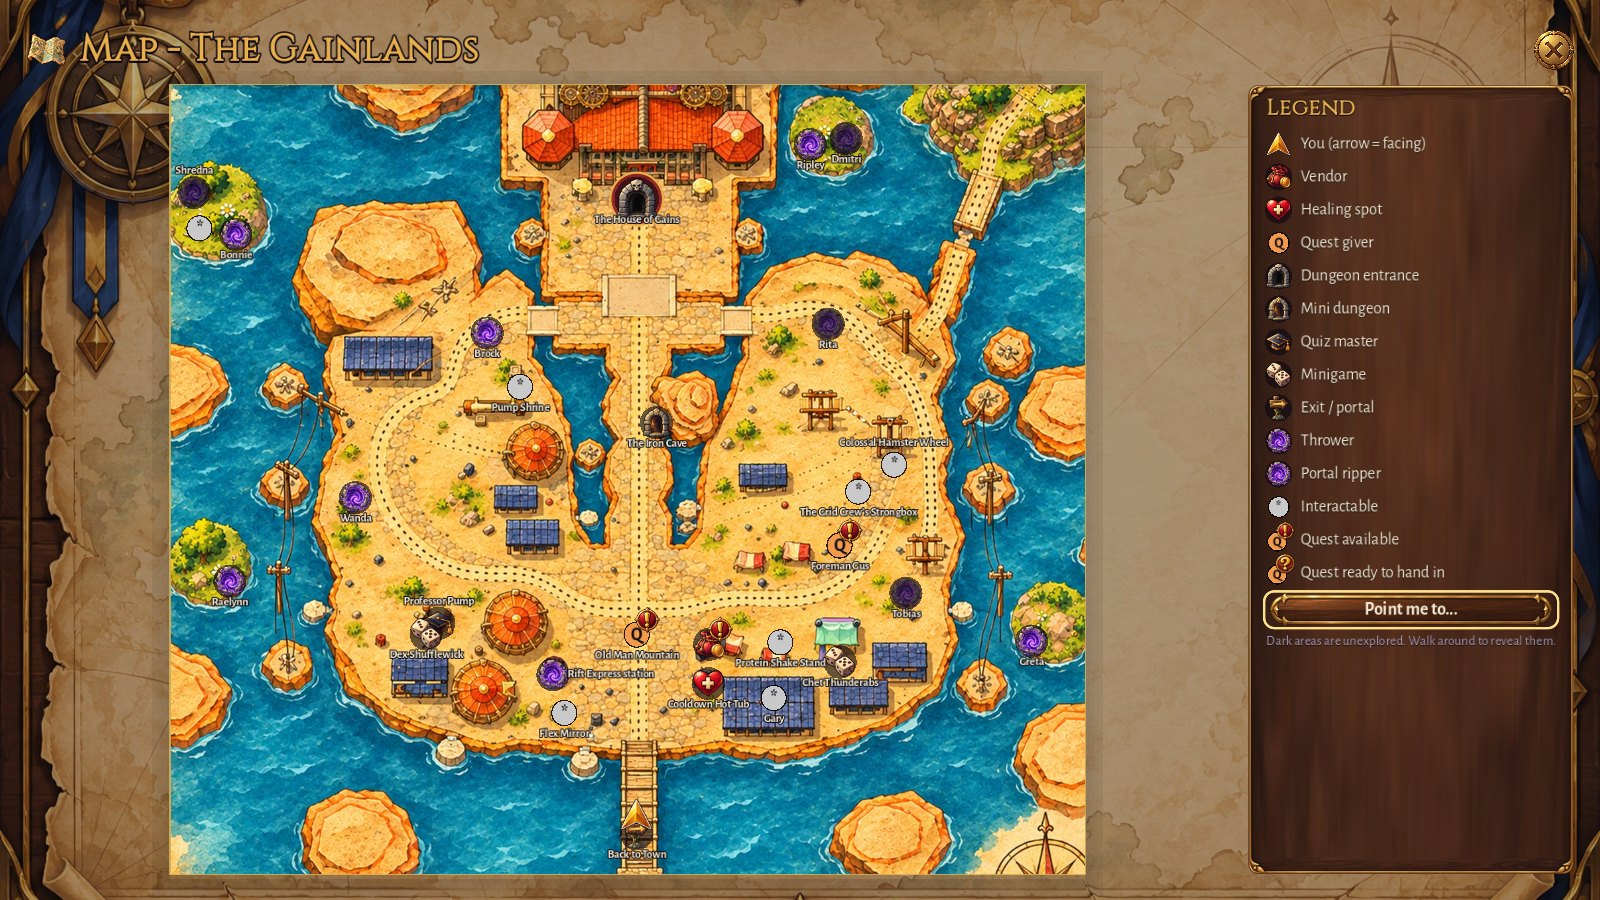 Map - The Gainlands
Shredna
Bonnie
Ripley
Dmitri
The House of Gains
Brock
Rita
Pump Shrine
The Iron Cave
Colossal Hamster Wheel
Wanda
The Grid Crew's Strongbox
Foreman Gus
Raelynn
Professor Pump
Tobias
Dex Shufflewick
Old Man Mountain
Protein Shake Stand
Greta
Rift Express station
Chet Thunderabs
Cooldown Hot Tub
Gary
Flex Mirror
Back to Town
Legend
You (arrow = facing)
Vendor
Healing spot
Q Quest giver
Dungeon entrance
Mini dungeon
Quiz master
Minigame
Exit / portal
Thrower
Portal ripper
* Interactable
Q ! Quest available
Q ? Quest ready to hand in
Point me to...
Dark areas are unexplored. Walk around to reveal them.